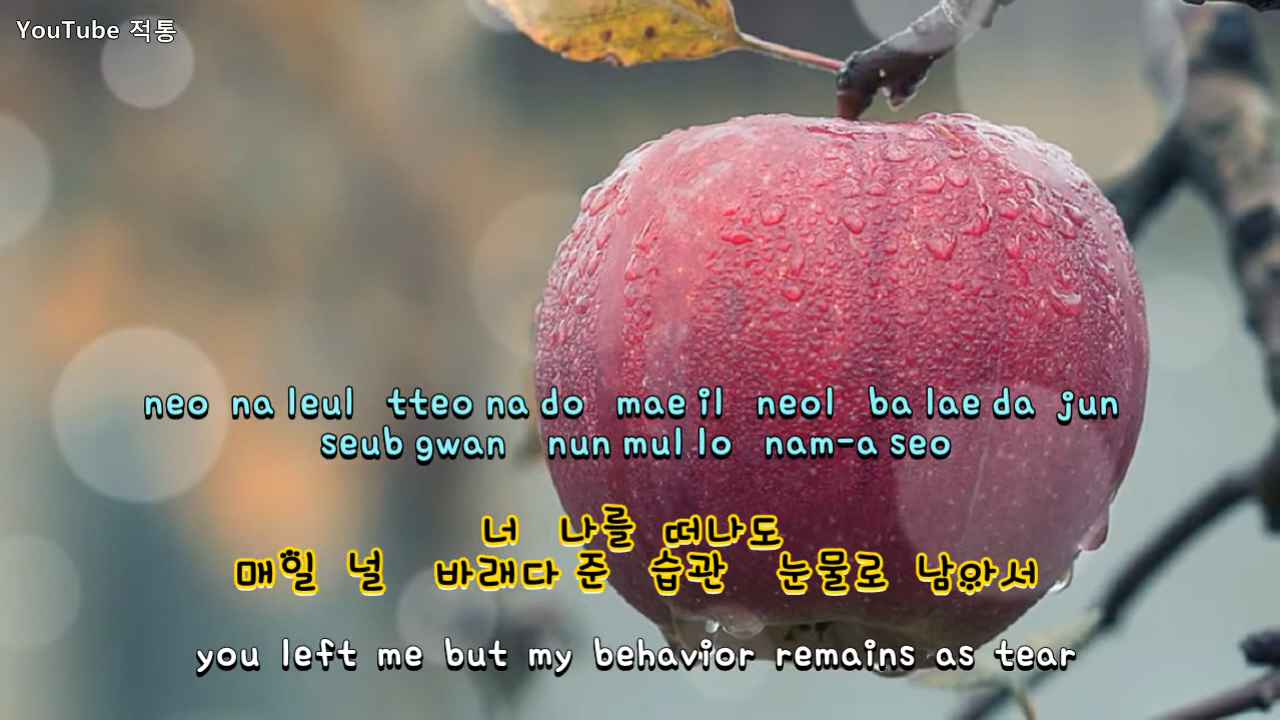 YouTube 적통
neo na leul tteo na do mae il neol ba lae da jun
seub gwan nun mul lo nam-a seo
너 나를 떠나도
매일 널 바래다 준 습관 눈물로 남아서
you left me but my behavior remains as tear